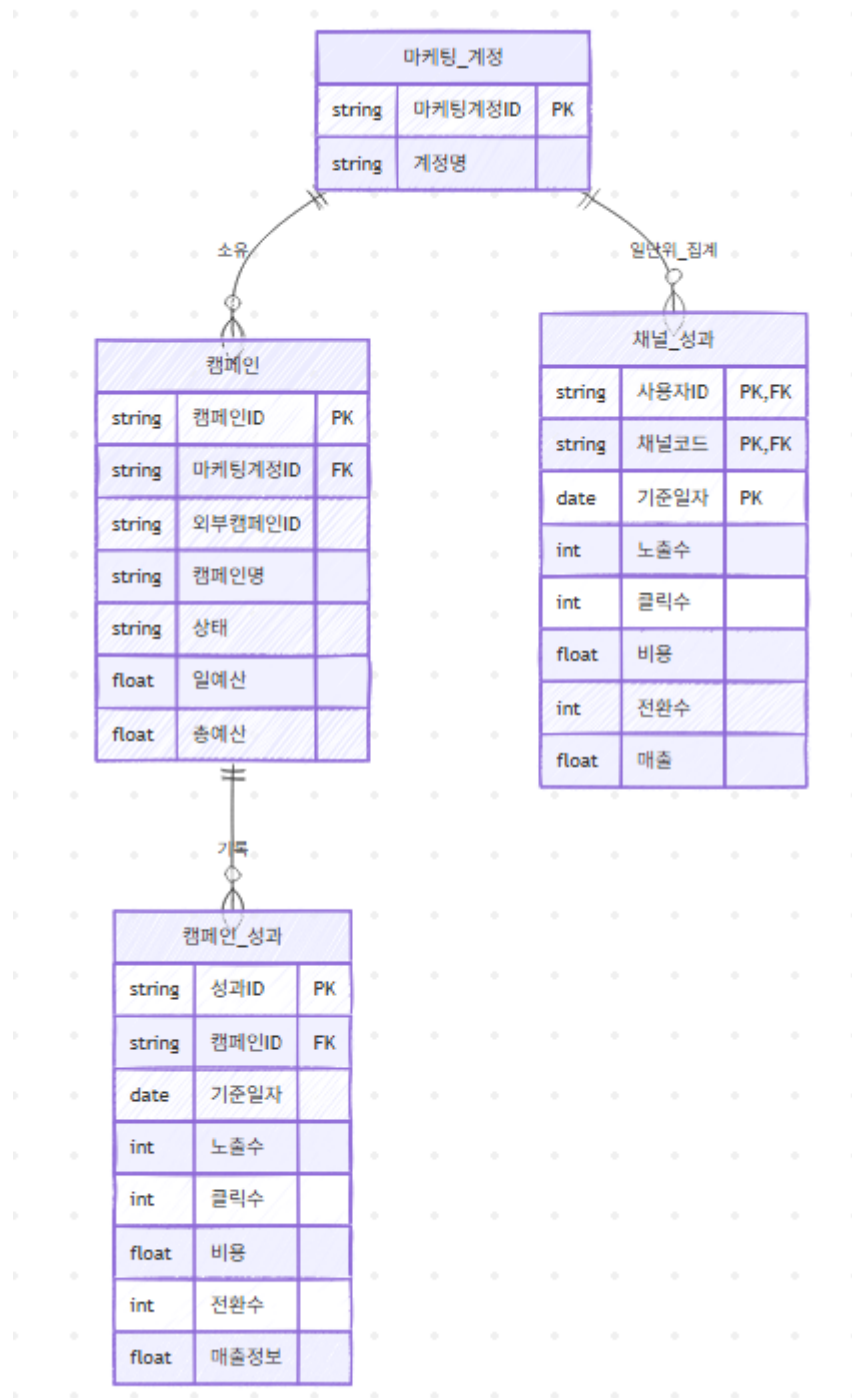 마케팅_계정
string 마케팅계정ID PK
string 계정명
소유
일단위_집계
캠페인
string 캠페인ID PK
string 마케팅계정ID FK
string 외부캠페인ID
string 캠페인명
string 상태
float 일예산
float 총예산
채널_성과
string 사용자ID PK,FK
string 채널코드 PK,FK
date 기준일자 PK
int 노출수
int 클릭수
float 비용
int 전환수
float 매출
기록
캠페인_성과
string 성과ID PK
string 캠페인ID FK
date 기준일자
int 노출수
int 클릭수
float 비용
int 전환수
float 매출정보